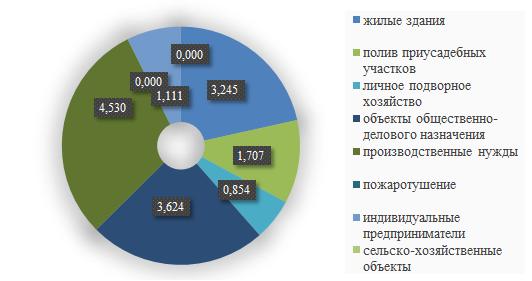 0,000
0,000
3,245
4,530
1,111
1,707
0,854
3,624
жилые здания
полив приусадебных
участков
личное подворное
хозяйство
объекты общественно-
делового назначения
производственные нужды
пожаротушение
индивидуальные
предприниматели
сельско-хозяйственные
объекты